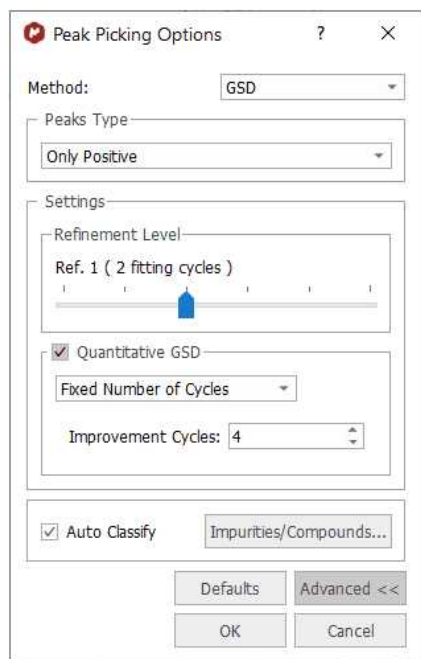 Peak Picking Options ? ×
Method: GSD
Peaks Type
Only Positive
Settings
Refinement Level
Ref. 1 ( 2 fitting cycles )
Quantitative GSD
Fixed Number of Cycles
Improvement Cycles: 4
Auto Classify Impurities/Compounds...
Defaults Advanced <<
OK Cancel